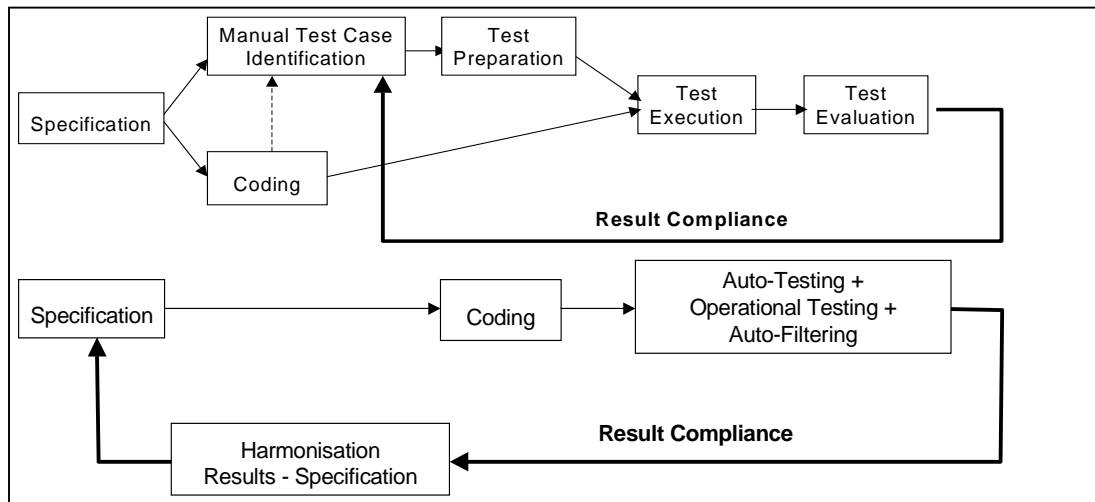 Manual Test Case
Identification
Test
Preparation
Specification
Test
Execution
Test
Evaluation
Coding
Result Compliance
Specification
Coding
Auto-Testing +
Operational Testing +
Auto-Filtering
Result Compliance
Harmonisation
Results - Specification